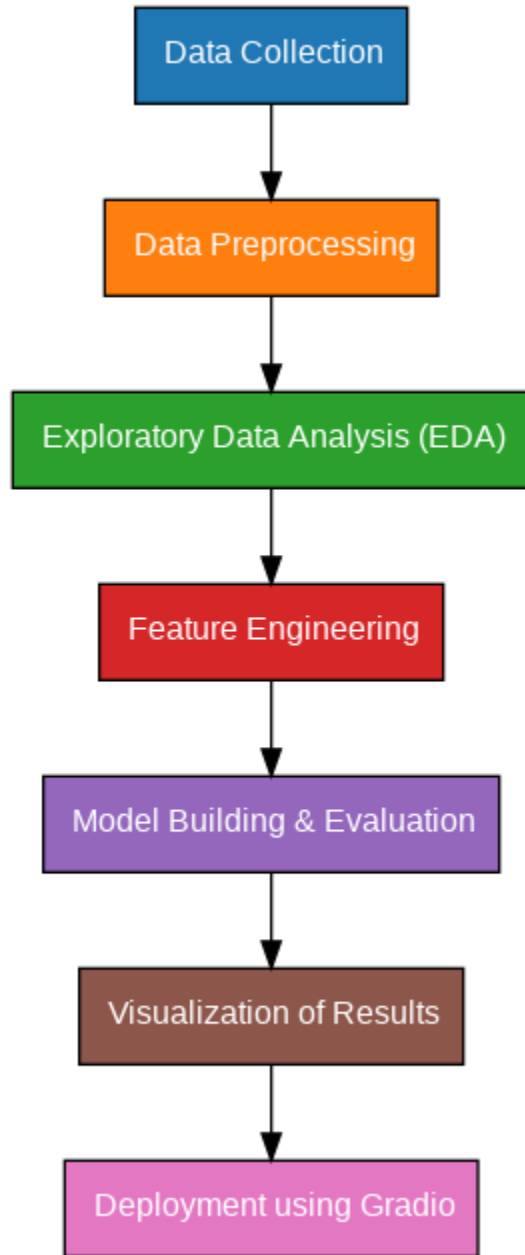 Data Collection
Data Preprocessing
Exploratory Data Analysis (EDA)
Feature Engineering
Model Building & Evaluation
Visualization of Results
Deployment using Gradio